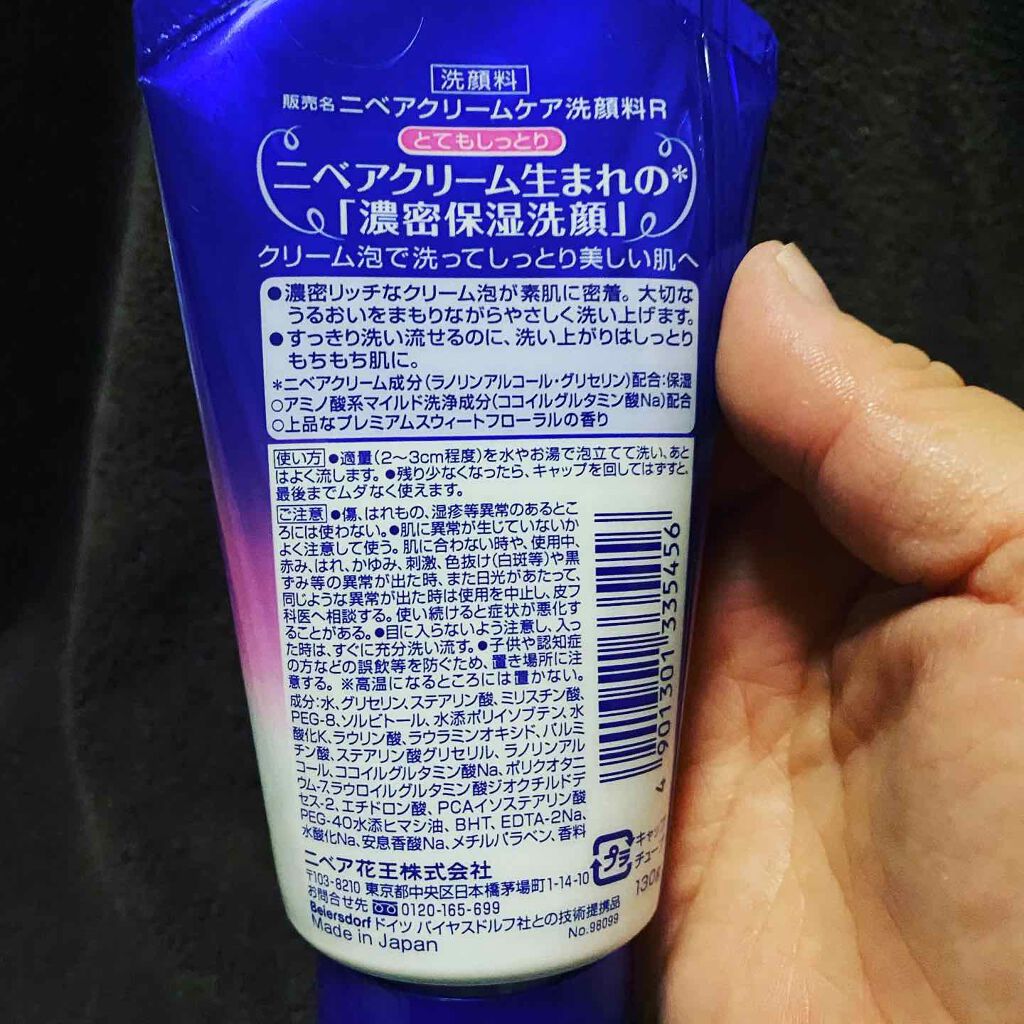 洗顔料
販売名 ニベアクリームケア洗顔料R
とてもしっとり
ニベアクリーム生まれの*
「濃密保湿洗顔」
クリーム泡で洗ってしっとり美しい肌へ
●濃密リッチなクリーム泡が素肌に密着。大切な
うるおいをまもりながらやさしく洗い上げます。
●すっきり洗い流せるのに、洗い上がりはしっとり
もちもち肌に。
*ニベアクリーム成分(ラノリンアルコール・グリセリン)配合:保湿
○アミノ酸系マイルド洗浄成分(ココイルグルタミン酸Na)配合
○上品なプレミアムスウィートフローラルの香り
使い方 ●適量(2~3cm程度)を水やお湯で泡立てて洗い、あと
はよく流します。●残り少なくなったら、キャップを回してはずすと、
最後までムダなく使えます。
ご注意 ●傷、はれもの、湿疹等異常のあるとこ
ろには使わない。●肌に異常が生じていないか
よく注意して使う。肌に合わない時や、使用中、
赤み、はれ、かゆみ、刺激、色抜け(白斑等)や黒
ずみ等の異常が出た時、また日光があたって、
同じような異常が出た時は使用を中止し、皮フ
科医へ相談する。使い続けると症状が悪化す
ることがある。●目に入らないよう注意し、入っ
た時は、すぐに充分洗い流す。●子供や認知症
の方などの誤飲等を防ぐため、置き場所に注
意する。※高温になるところには置かない。
成分:水、グリセリン、ステアリン酸、ミリスチン酸、
PEG-8、ソルビトール、水添ポリイソブテン、水
酸化K、ラウリン酸、ラウラミンオキシド、パルミ
チン酸、ステアリン酸グリセリル、ラノリンアル
コール、ココイルグルタミン酸Na、ポリクオタニ
ウム-7、ラウロイルグルタミン酸ジオクチルドデ
セス-2、エチドロン酸、PCAイソステアリン酸
PEG-40水添ヒマシ油、BHT、EDTA-2Na、
水酸化Na、安息香酸Na、メチルパラベン、香料
4 901301 335456
プラ
キャップ
チュー
130g
ニベア花王株式会社
〒103-8210 東京都中央区日本橋茅場町1-14-10
お問合せ先 0120-165-699
Beiersdorf ドイツ バイヤスドルフ社との技術提携品
Made in Japan No.98099